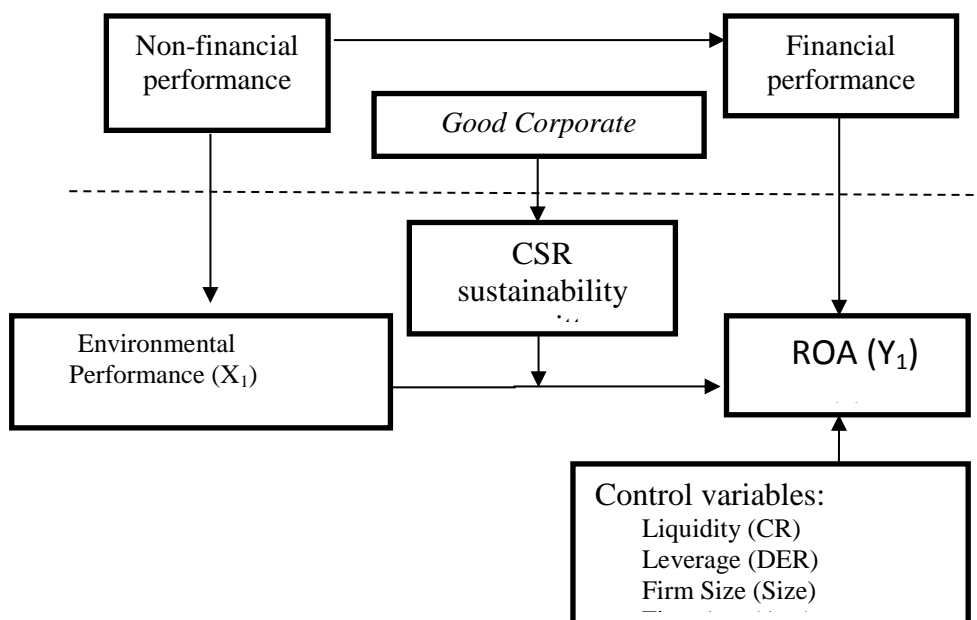 Non-financial
performance
Financial
performance
Good Corporate
CSR
sustainability
Environmental
Performance (X₁)
ROA (Y₁)
Control variables:
Liquidity (CR)
Leverage (DER)
Firm Size (Size)